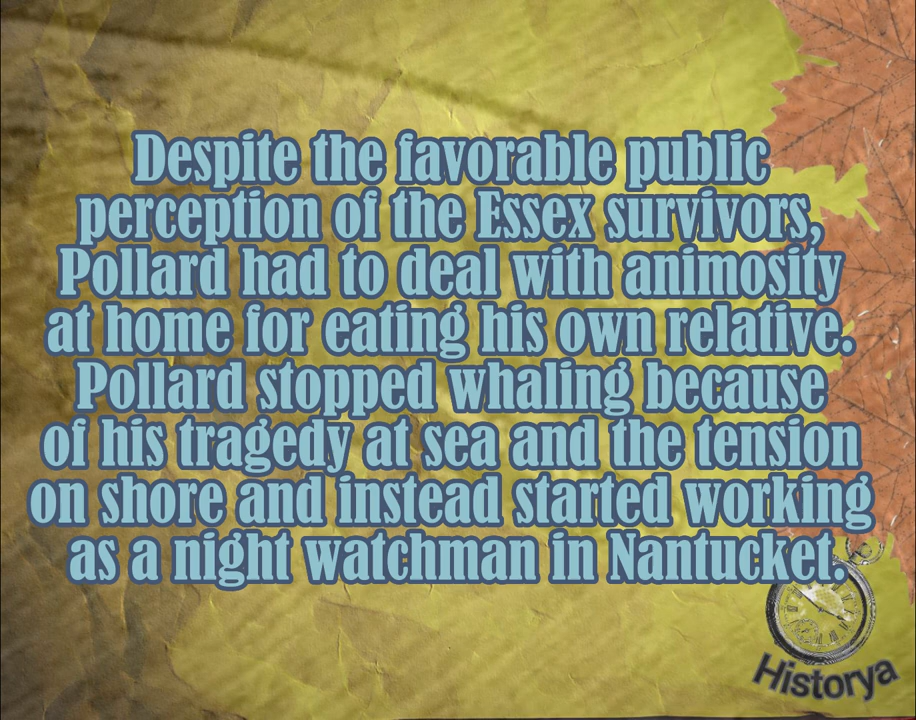 Despite the favorable public
perception of the Essex survivors,
Pollard had to deal with animosity
at home for eating his own relative.
Pollard stopped whaling because
of his tragedy at sea and the tension
on shore and instead started working
as a night watchman in Nantucket.
Historya